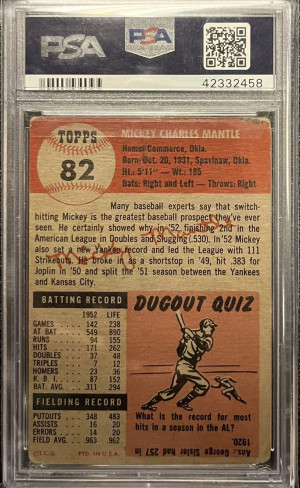 PSA
PSA
42332458
TOPPS
82
MICKEY CHARLES MANTLE
Home: Commerce, Okla.
Born: Oct. 20, 1931, Spavinaw, Okla.
Ht.: 5'11" — Wt.: 185
Bats: Right and Left — Throws: Right
Many baseball experts say that switch-
hitting Mickey is the greatest baseball prospect they've ever
seen. He certainly showed why in '52, finishing 2nd in the
American League in Doubles and Slugging (.530). In '52 Mickey
also set a new Yankee record and led the League with 111
Strikeouts. He broke in as a shortstop in '49, hit .383 for
Joplin in '50 and split the '51 season between the Yankees
and Kansas City.
BATTING RECORD
1952 LIFE
GAMES 142 238
AT BAT 549 890
RUNS 94 155
HITS 171 262
DOUBLES 37 48
TRIPLES 7 12
HOMERS 23 36
R. B. I. 87 152
BAT. AVG. .311 .294
FIELDING RECORD
PUTOUTS 348 483
ASSISTS 16 20
ERRORS 14 20
FIELD AVG. .963 .962
©T.C.G. PTD. IN U.S.A.
DUGOUT QUIZ
What is the record for most
hits in a season in the AL?
Ans.: George Sisler had 257 in
1920.